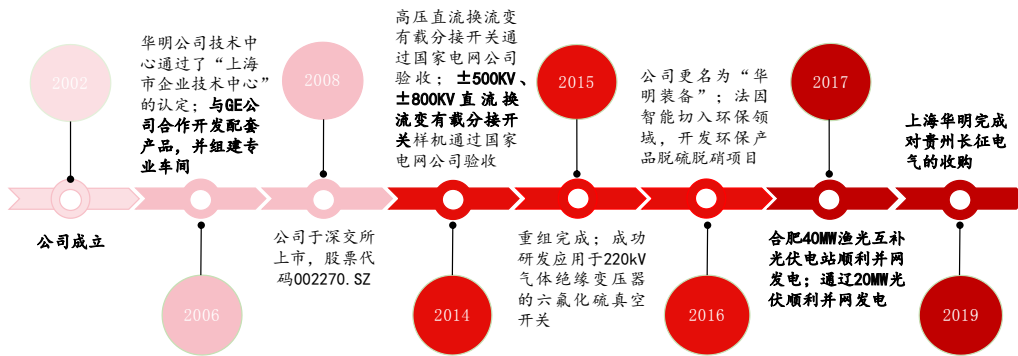 2002
公司成立
华明公司技术中
心通过了“上海
市企业技术中心”
的认定；与GE公
司合作开发配套
产品，并组建专
业车间
2006
2008
公司于深交所
上市，股票代
码002270.SZ
高压直流换流变
有载分接开关通
过国家电网公司
验收；±500KV、
±800KV直流换
流变有载分接开
关样机通过国家
电网公司验收
2014
2015
重组完成；成功
研发应用于220kV
气体绝缘变压器
的六氟化硫真空
开关
公司更名为“华
明装备”；法因
智能切入环保领
域，开发环保产
品脱硫脱硝项目
2016
2017
合肥40MW渔光互补
光伏电站顺利并网
发电；通辽20MW光
伏顺利并网发电
上海华明完成
对贵州长征电
气的收购
2019